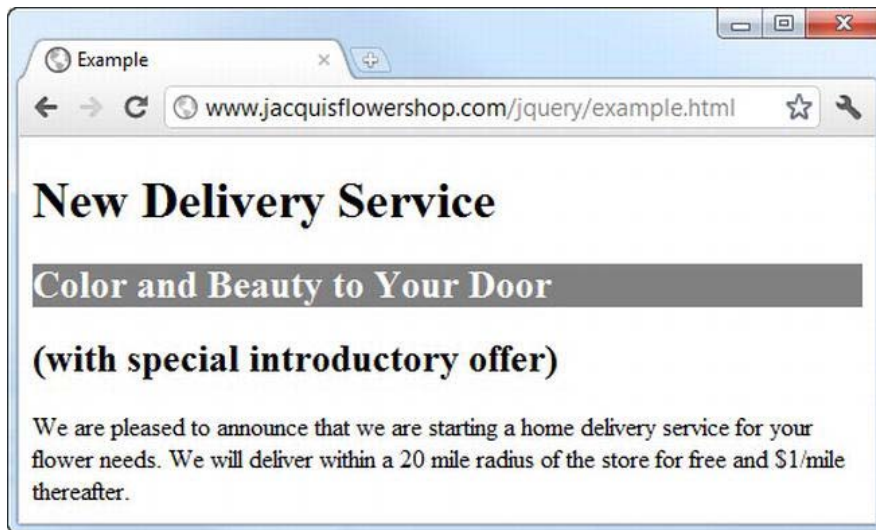 Example
www.jacquisflowershop.com/jquery/example.html
New Delivery Service
Color and Beauty to Your Door
(with special introductory offer)
We are pleased to announce that we are starting a home delivery service for your
flower needs. We will deliver within a 20 mile radius of the store for free and $1/mile
thereafter.